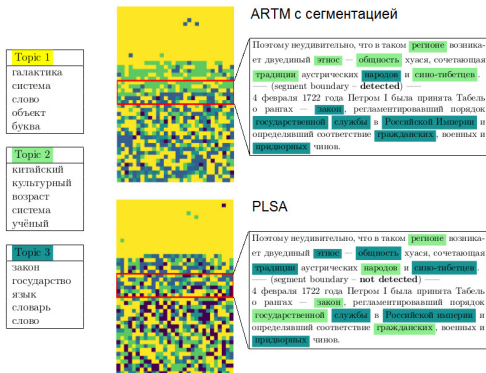 ARTM с сегментацией
Topic 1
галактика
система
слово
объект
буква
Topic 2
китайский
культурный
возраст
система
учёный
Topic 3
закон
государство
язык
словарь
слово
Поэтому неудивительно, что в таком регионе возника-
ет двуединый этнос — общность хуася, сочетающая
традиции аустрических народов и сино-тибетцев.
—— (segment boundary – detected) ——
4 февраля 1722 года Петром I была принята Табель
о рангах — закон, регламентировавший порядок
государственной службы в Российской Империи и
определявший соответствие гражданских, военных и
придворных чинов.
PLSA
Поэтому неудивительно, что в таком регионе возника-
ет двуединый этнос — общность хуася, сочетающая
традиции аустрических народов и сино-тибетцев.
—— (segment boundary – not detected) ——
4 февраля 1722 года Петром I была принята Табель
о рангах — закон, регламентировавший порядок
государственной службы в Российской империи и
определявший соответствие гражданских, военных и
придворных чинов.